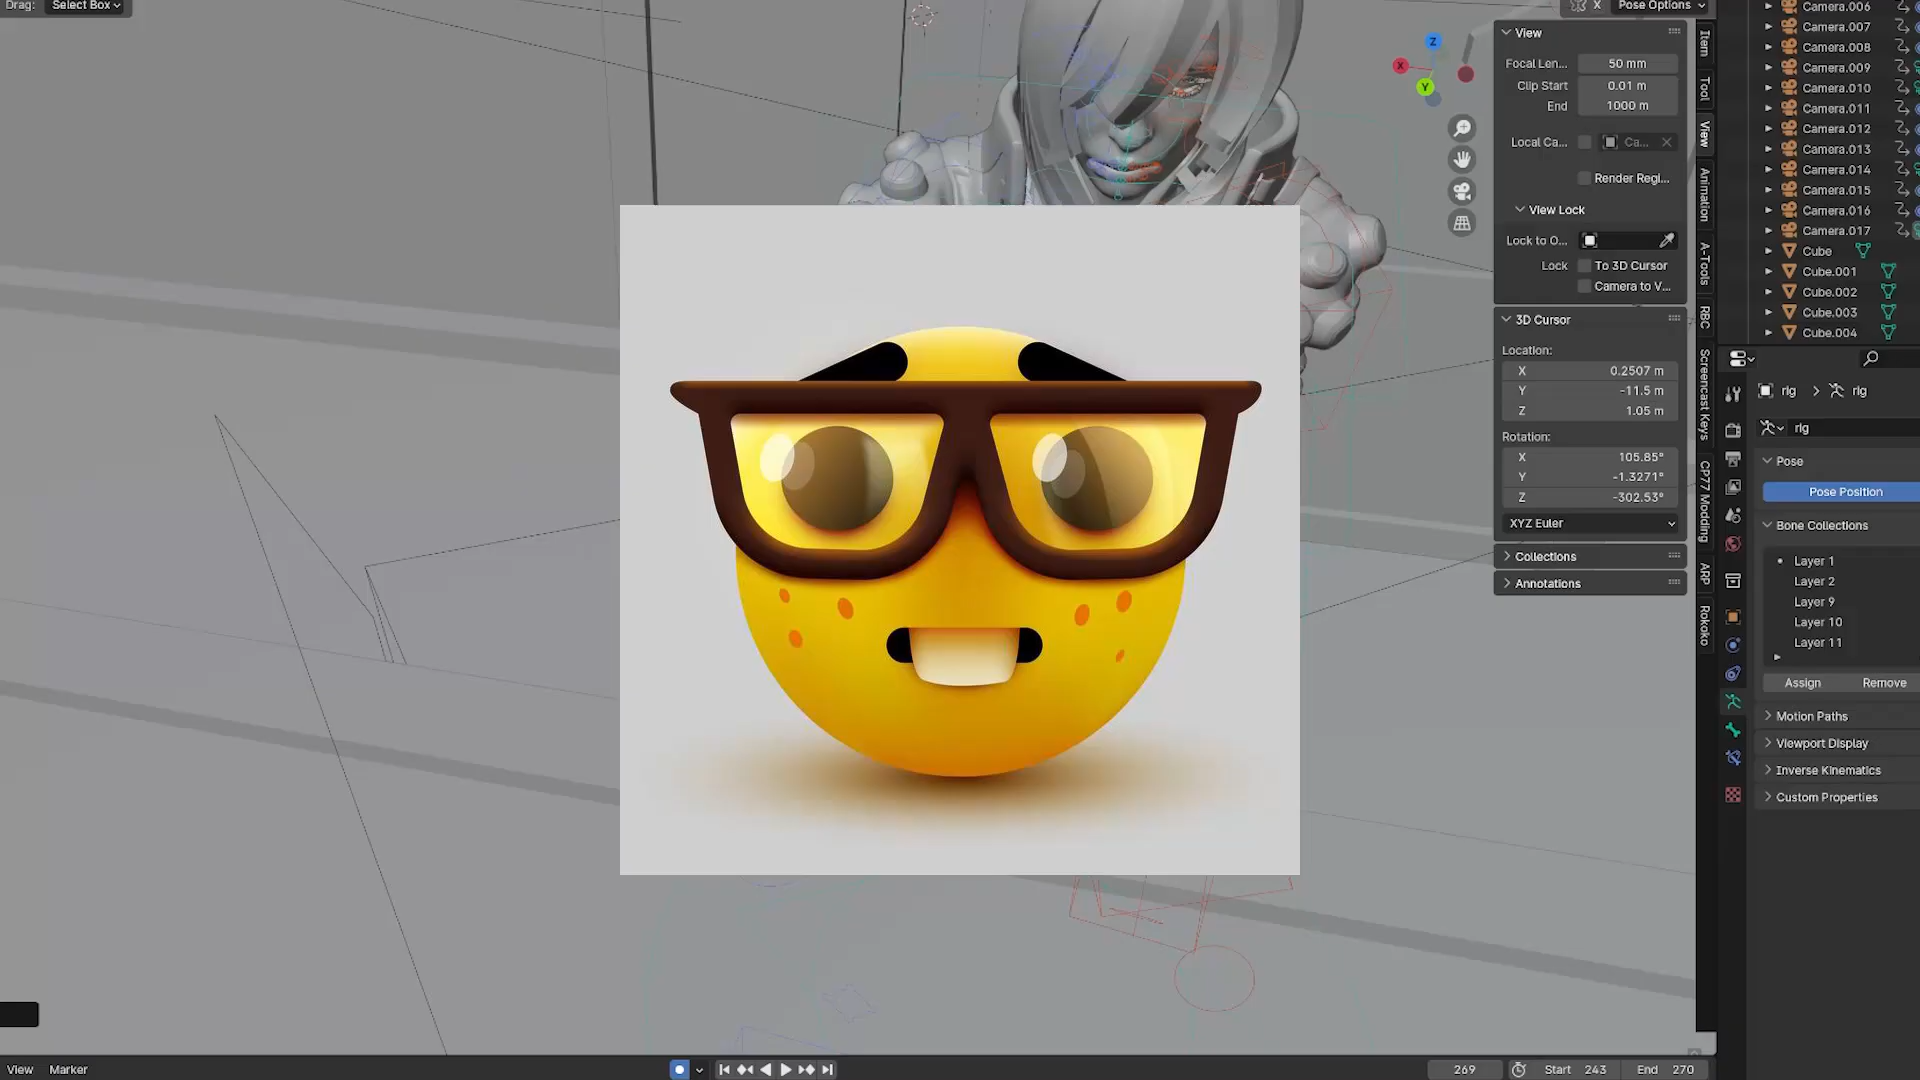 Drag:
Select Box
X
Pose Options
View
Focal Len...
50 mm
Clip Start
0.01 m
End
1000 m
Local Ca...
Ca...
Render Regi...
View Lock
Lock to O...
Lock
To 3D Cursor
Camera to V...
3D Cursor
Location:
X
0.2507 m
Y
-11.5 m
Z
1.05 m
Rotation:
X
105.85°
Y
-1.3271°
Z
-302.53°
XYZ Euler
Collections
Annotations
Z
X
Y
Item
Tool
View
Animation
A-Tools
RBC
Screencast Keys
CP77 Modding
ARP
Rokoko
Camera.006
Camera.007
Camera.008
Camera.009
Camera.010
Camera.011
Camera.012
Camera.013
Camera.014
Camera.015
Camera.016
Camera.017
Cube
Cube.001
Cube.002
Cube.003
Cube.004
rig
rig
rig
Pose
Pose Position
Bone Collections
Layer 1
Layer 2
Layer 9
Layer 10
Layer 11
Assign
Remove
Motion Paths
Viewport Display
Inverse Kinematics
Custom Properties
View
Marker
269
Start
243
End
270